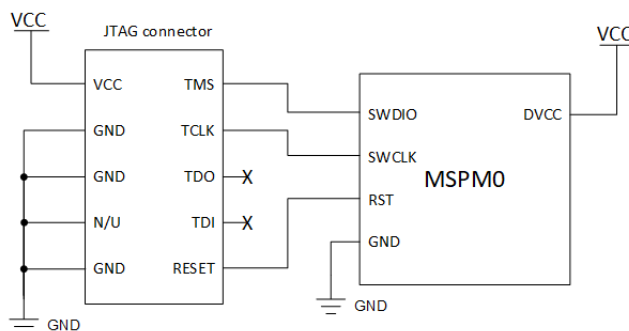 VCC
JTAG connector
VCC
VCC TMS
GND TCLK
GND TDO X
N/U TDI X
GND RESET
GND
SWDIO DVCC
SWCLK
MSPM0
RST
GND
GND